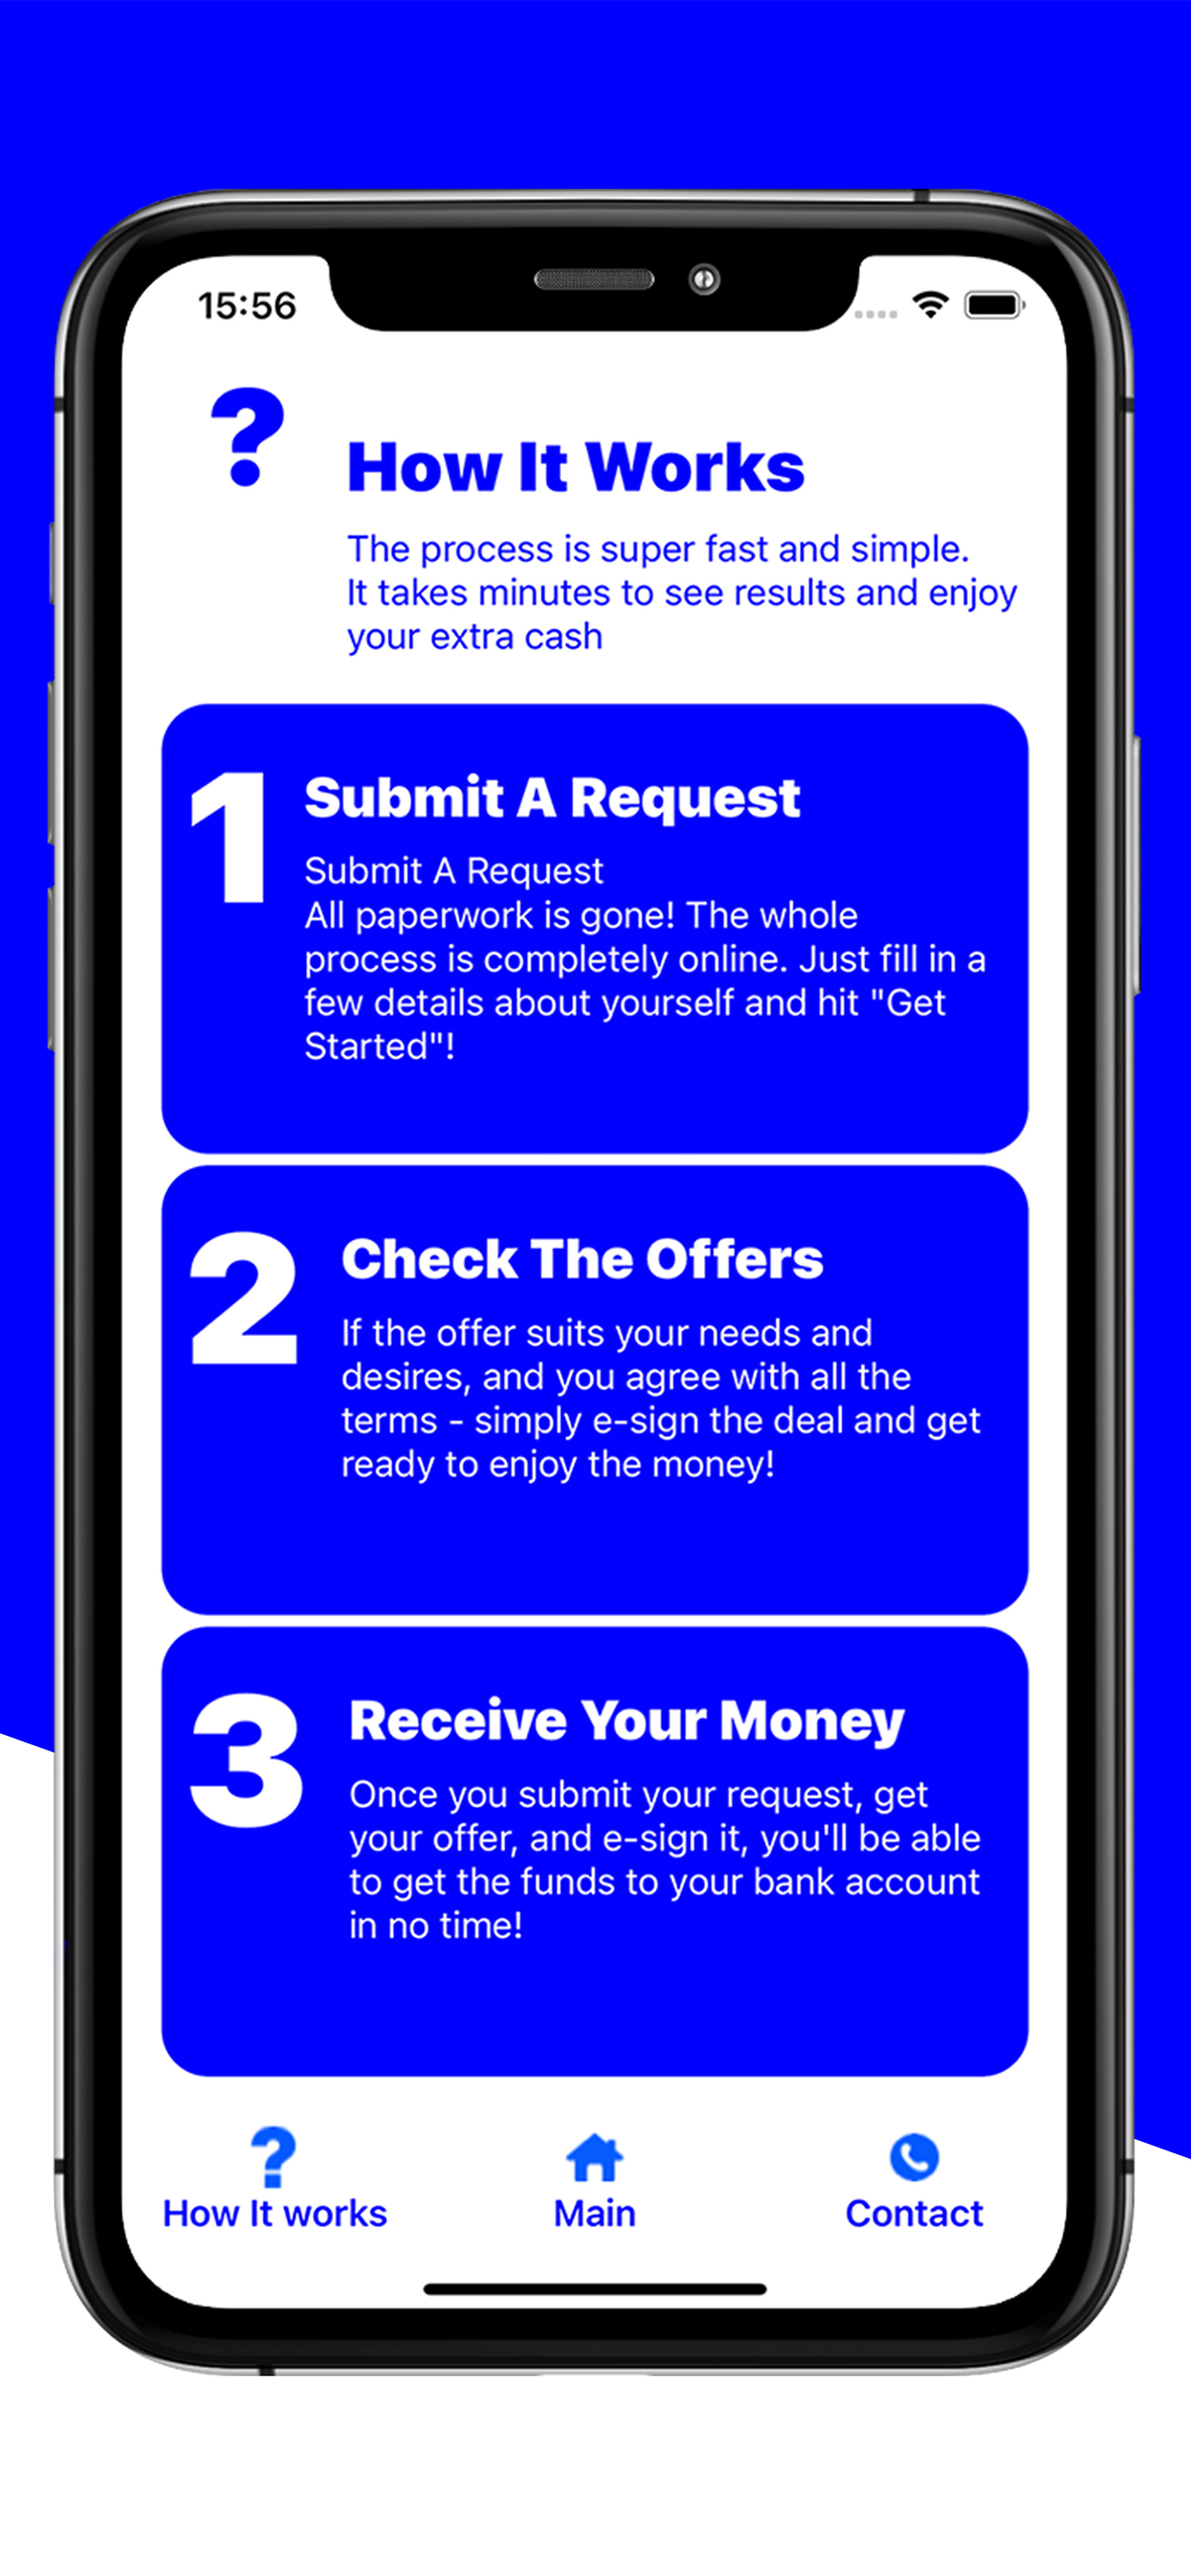 15:56
?
How It Works
The process is super fast and simple.
It takes minutes to see results and enjoy
your extra cash
1
Submit A Request
Submit A Request
All paperwork is gone! The whole
process is completely online. Just fill in a
few details about yourself and hit "Get
Started"!
2
Check The Offers
If the offer suits your needs and
desires, and you agree with all the
terms - simply e-sign the deal and get
ready to enjoy the money!
3
Receive Your Money
Once you submit your request, get
your offer, and e-sign it, you'll be able
to get the funds to your bank account
in no time!
?
How It works
Main
Contact